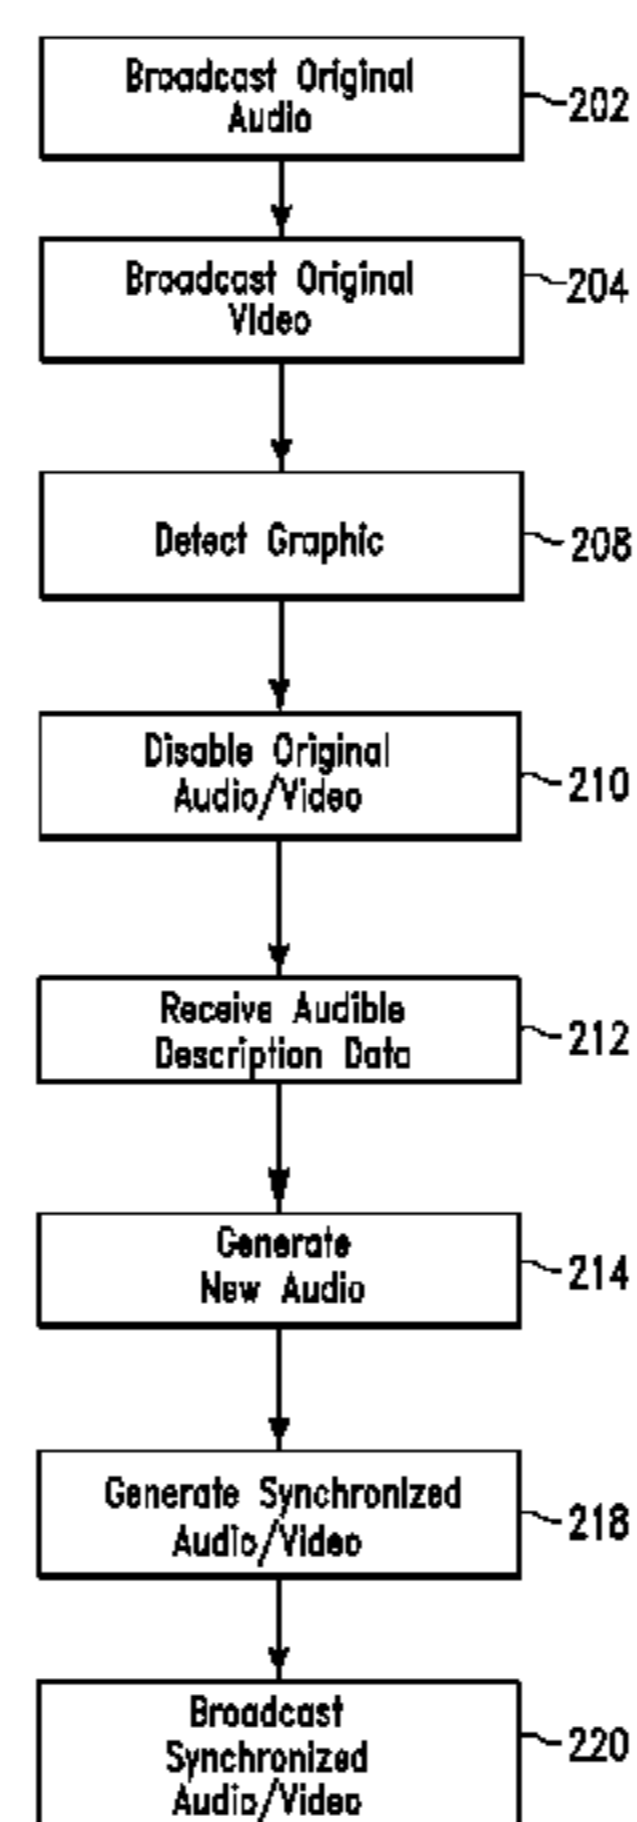 Broadcast Original
Audio
202
Broadcast Original
Video
204
Detect Graphic
208
Disable Original
Audio/Video
210
Receive Audible
Description Data
212
Generate
New Audio
214
Generate Synchronized
Audio/Video
218
Broadcast
Synchronized
Audio/Video
220